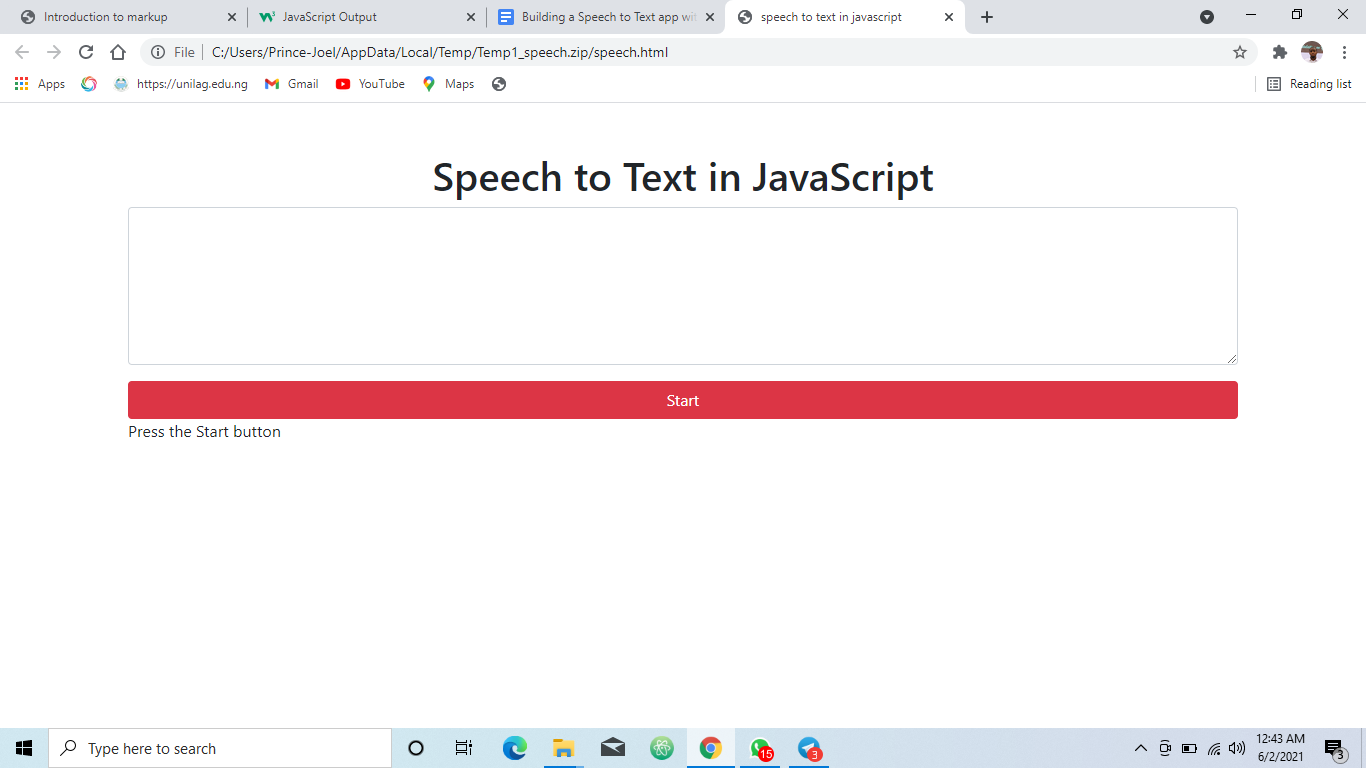 Introduction to markup
JavaScript Output
Building a Speech to Text app wit
speech to text in javascript
File
C:/Users/Prince-Joel/AppData/Local/Temp/Temp1_speech.zip/speech.html
Apps
https://unilag.edu.ng
Gmail
YouTube
Maps
Reading list
Speech to Text in JavaScript
Start
Press the Start button
Type here to search
15
3
12:43 AM
6/2/2021
3